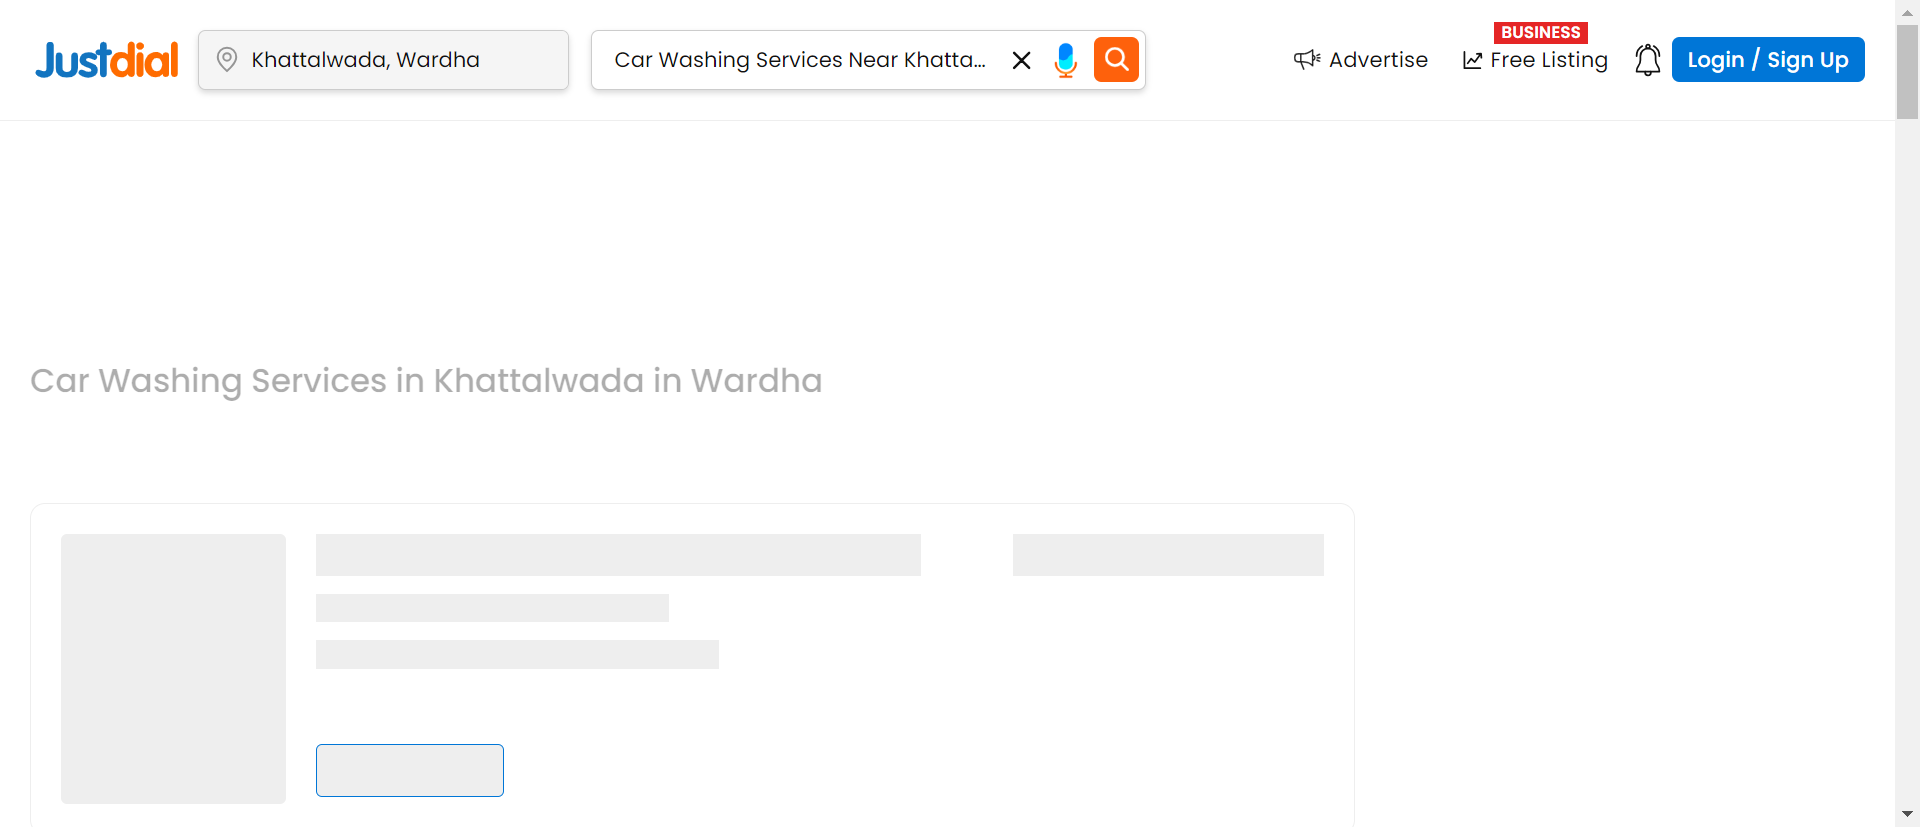 Justdial
Khattalwada, Wardha
Car Washing Services Near Khatta...
Advertise
BUSINESS
Free Listing
Login / Sign Up
Car Washing Services in Khattalwada in Wardha